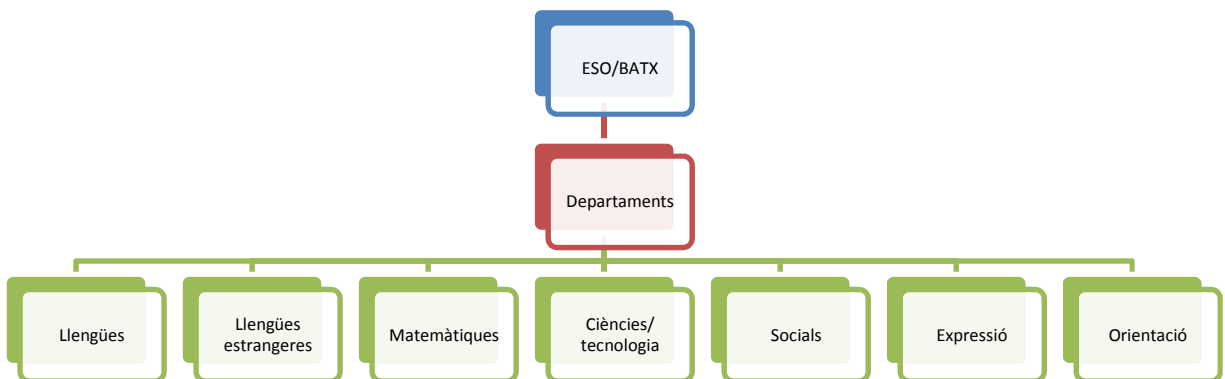 ESO/BATX
Departaments
Llengües
Llengües
estrangeres
Matemàtiques
Ciències/
tecnologia
Socials
Expressió
Orientació